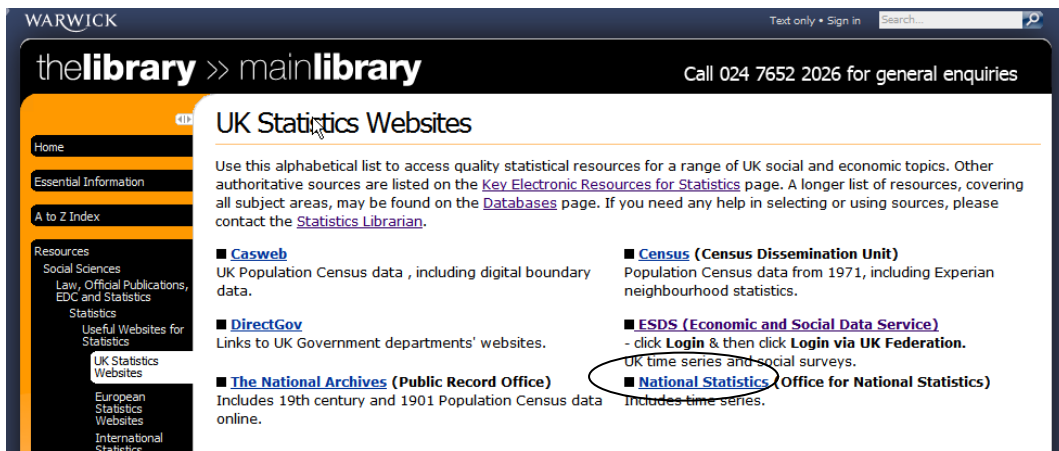 WARWICK
Text only • Sign in Search...
thelibrary >> mainlibrary
Call 024 7652 2026 for general enquiries
Home
Essential Information
A to Z Index
Resources
Social Sciences
Law, Official Publications,
EDC and Statistics
Statistics
Useful Websites for
Statistics
UK Statistics
Websites
European
Statistics
Websites
International
Statistics
UK Statistics Websites
Use this alphabetical list to access quality statistical resources for a range of UK social and economic topics. Other
authoritative sources are listed on the Key Electronic Resources for Statistics page. A longer list of resources, covering
all subject areas, may be found on the Databases page. If you need any help in selecting or using sources, please
contact the Statistics Librarian.
■ Casweb
UK Population Census data , including digital boundary
data.
■ Census (Census Dissemination Unit)
Population Census data from 1971, including Experian
neighbourhood statistics.
■ DirectGov
Links to UK Government departments' websites.
■ ESDS (Economic and Social Data Service)
- click Login & then click Login via UK Federation.
UK time series and social surveys.
■ The National Archives (Public Record Office)
Includes 19th century and 1901 Population Census data
online.
■ National Statistics (Office for National Statistics)
Includes time series.